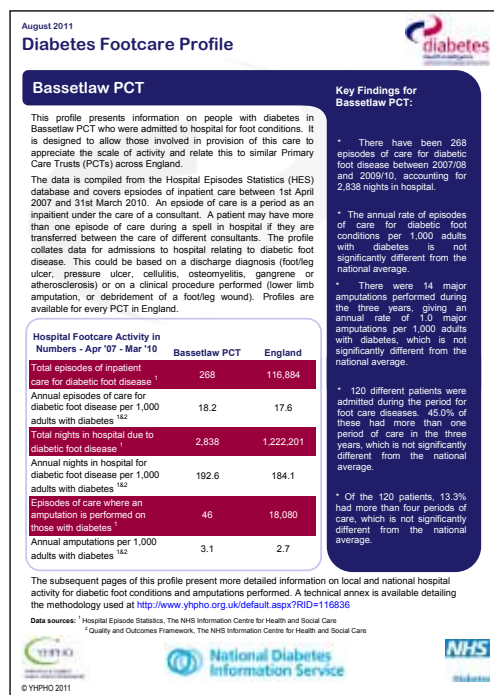 August 2011
Diabetes Footcare Profile
diabetes
Bassetlaw PCT
This profile presents information on people with diabetes in
Bassetlaw PCT who were admitted to hospital for foot conditions. It
is designed to allow those involved in provision of this care to
appreciate the scale of activity and relate this to similar Primary
Care Trusts (PCTs) across England.
The data is compiled from the Hospital Episodes Statistics (HES)
database and covers epsiodes of inpatient care between 1st April
2007 and 31st March 2010. An epsiode of care is a period as an
inpaitient under the care of a consultant. A patient may have more
than one episode of care during a spell in hospital if they are
transferred between the care of different consultants. The profile
collates data for admissions to hospital relating to diabetic foot
disease. This could be based on a discharge diagnosis (foot/leg
ulcer, pressure ulcer, cellulitis, osteomyelitis, gangrene or
atherosclerosis) or on a clinical procedure performed (lower limb
amputation, or debridement of a foot/leg wound). Profiles are
available for every PCT in England.
Hospital Footcare Activity in
Numbers - Apr '07 - Mar '10 Bassetlaw PCT England
Total episodes of inpatient
care for diabetic foot disease 1 268 116,884
Annual episodes of care for
diabetic foot disease per 1,000
adults with diabetes 1&2 18.2 17.6
Total nights in hospital due to
diabetic foot disease 1 2,838 1,222,201
Annual nights in hospital for
diabetic foot disease per 1,000
adults with diabetes 1&2 192.6 184.1
Episodes of care where an
amputation is performed on
those with diabetes 1 46 18,080
Annual amputations per 1,000
adults with diabetes 1&2 3.1 2.7
Key Findings for
Bassetlaw PCT:
* There have been 268
episodes of care for diabetic
foot disease between 2007/08
and 2009/10, accounting for
2,838 nights in hospital.
* The annual rate of episodes
of care for diabetic foot
conditions per 1,000 adults
with diabetes is not
significantly different from the
national average.
* There were 14 major
amputations performed during
the three years, giving an
annual rate of 1.0 major
amputations per 1,000 adults
with diabetes, which is not
significantly different from the
national average.
* 120 different patients were
admitted during the period for
foot care diseases. 45.0% of
these had more than one
period of care in the three
years, which is not significantly
different from the national
average.
* Of the 120 patients, 13.3%
had more than four periods of
care, which is not significantly
different from the national
average.
The subsequent pages of this profile present more detailed information on local and national hospital
activity for diabetic foot conditions and amputations performed. A technical annex is available detailing
the methodology used at http://www.yhpho.org.uk/default.aspx?RID=116836
Data sources: 1 Hospital Episode Statistics, The NHS Information Centre for Health and Social Care
2 Quality and Outcomes Framework, The NHS Information Centre for Health and Social Care
YHPHO
National Diabetes
Information Service
NHS
Diabetes
© YHPHO 2011